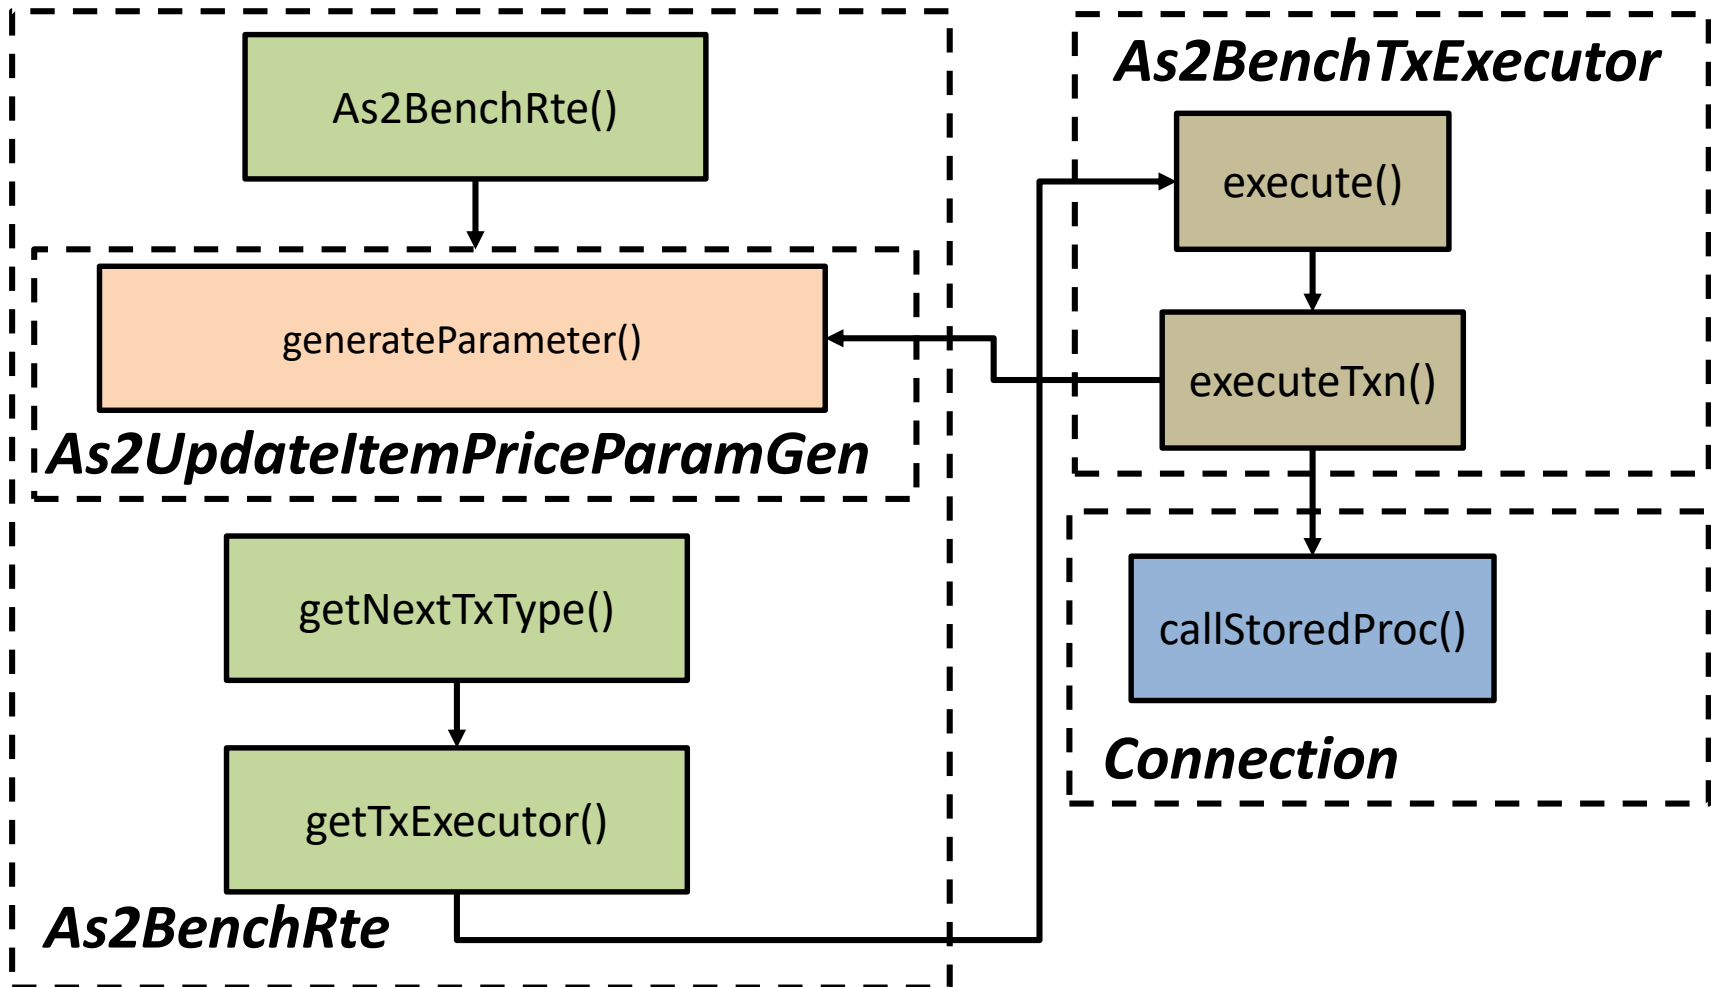 As2BenchRte()
generateParameter()
As2UpdateItemPriceParamGen
getNextTxType()
getTxExecutor()
As2BenchRte
As2BenchTxExecutor
execute()
executeTxn()
callStoredProc()
Connection